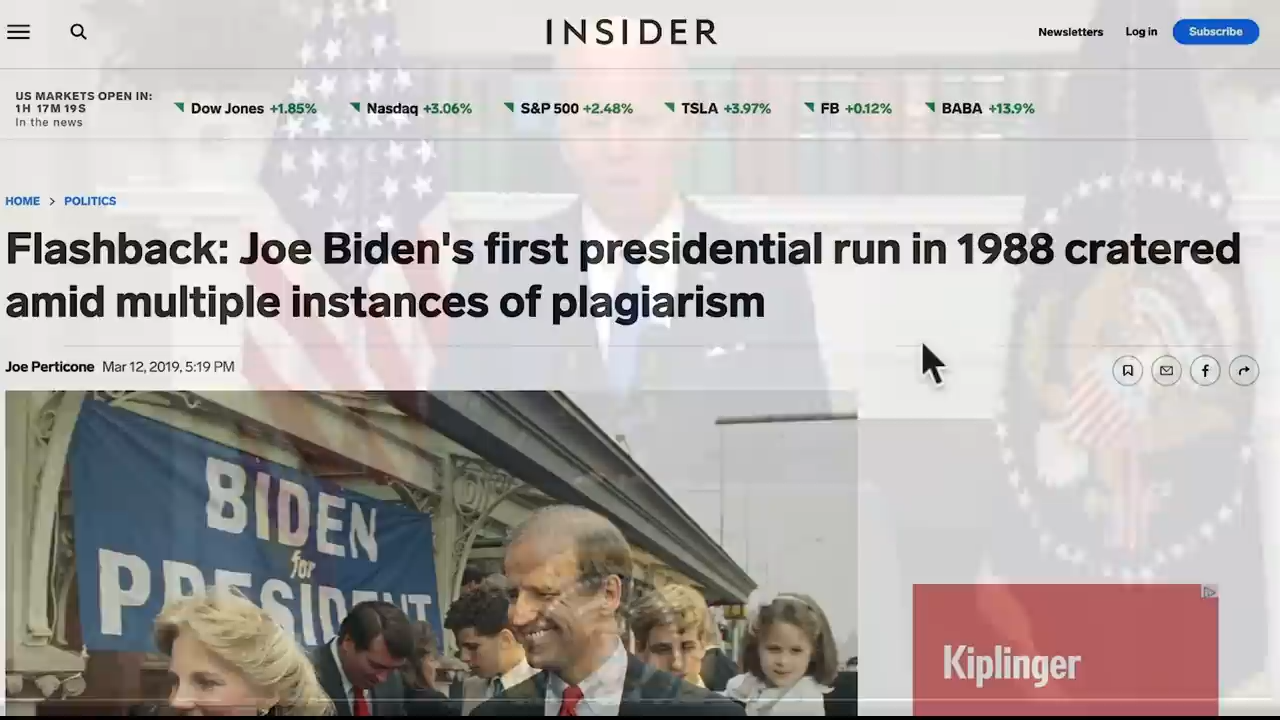 INSIDER
Newsletters
Log in
Subscribe
US MARKETS OPEN IN:
1H 17M 19S
In the news
Dow Jones +1.85%
Nasdaq +3.06%
S&P 500 +2.48%
TSLA +3.97%
FB +0.12%
BABA +13.9%
HOME > POLITICS
Flashback: Joe Biden's first presidential run in 1988 cratered
amid multiple instances of plagiarism
Joe Perticone Mar 12, 2019, 5:19 PM
BIDEN
for
PRESIDENT
Kiplinger